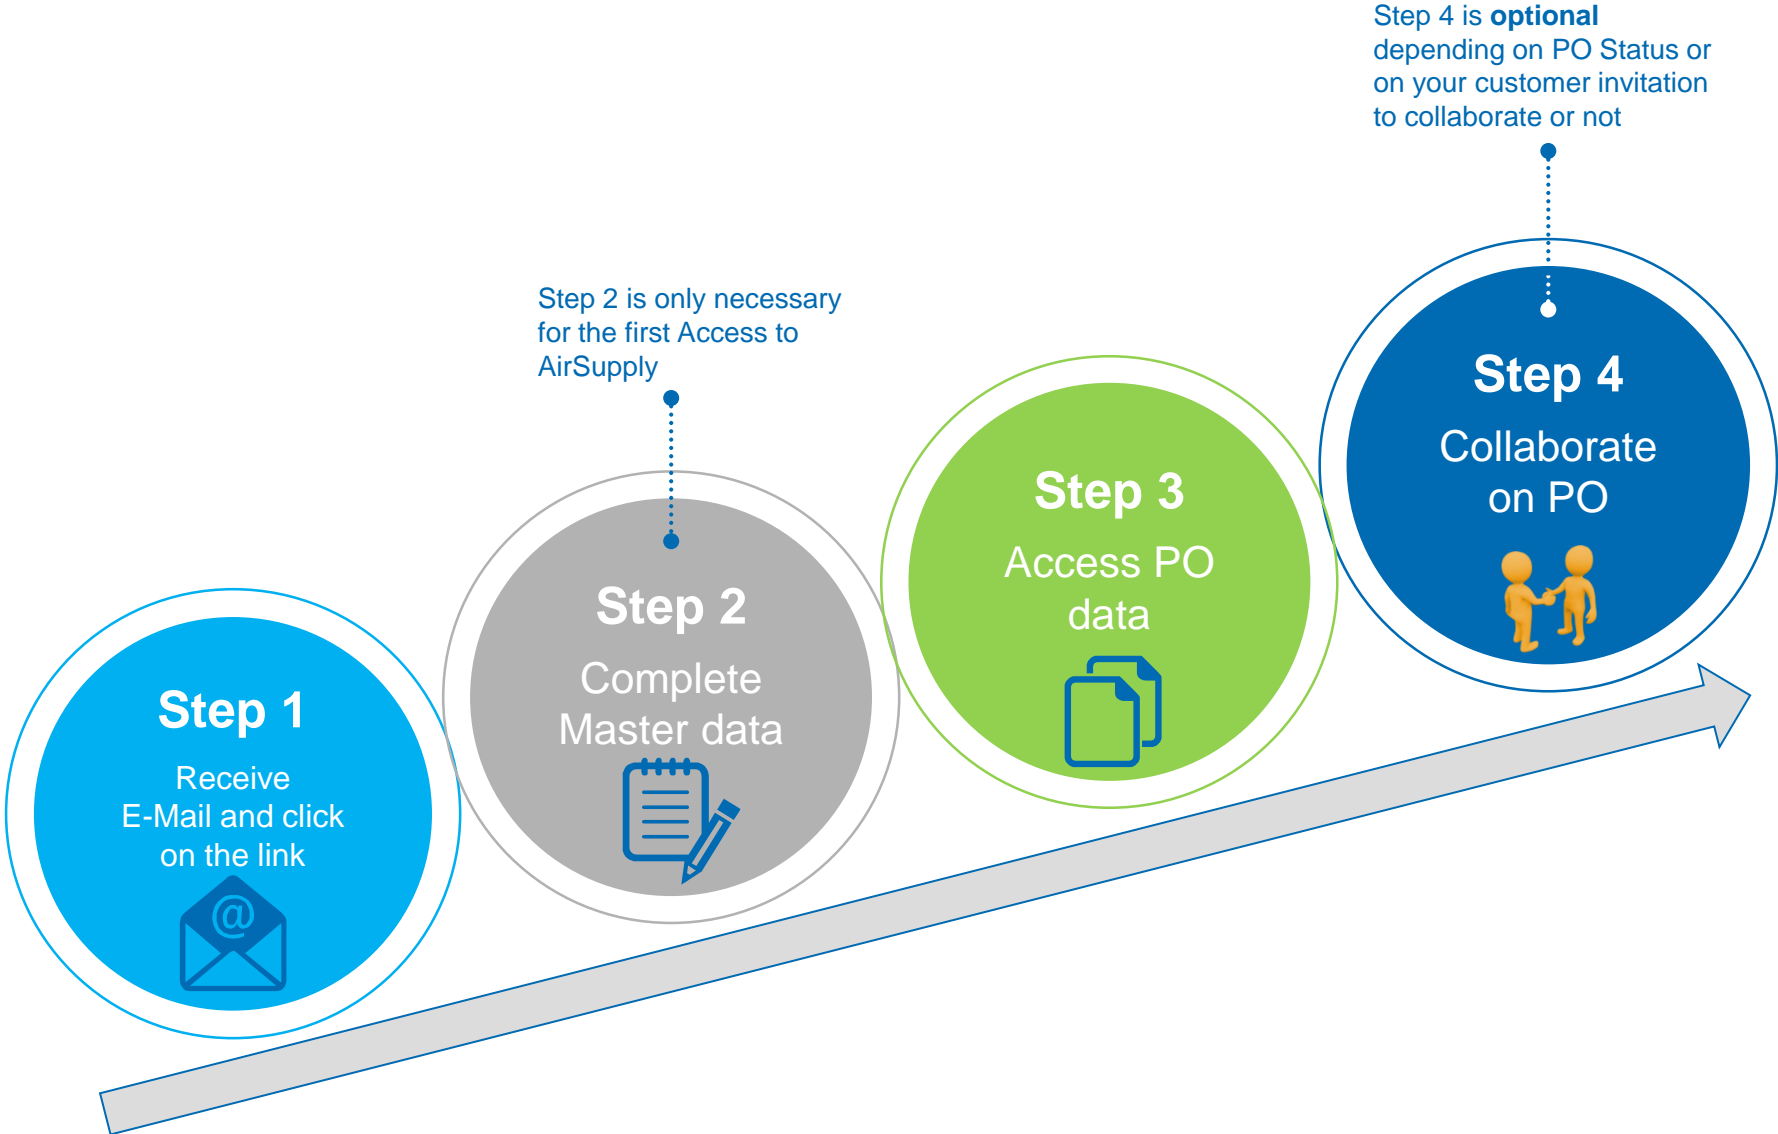 Step 4 is optional
depending on PO Status or
on your customer invitation
to collaborate or not
Step 2 is only necessary
for the first Access to
AirSupply
Step 1
Receive
E-Mail and click
on the link
@
Step 2
Complete
Master data
Step 3
Access PO
data
Step 4
Collaborate
on PO